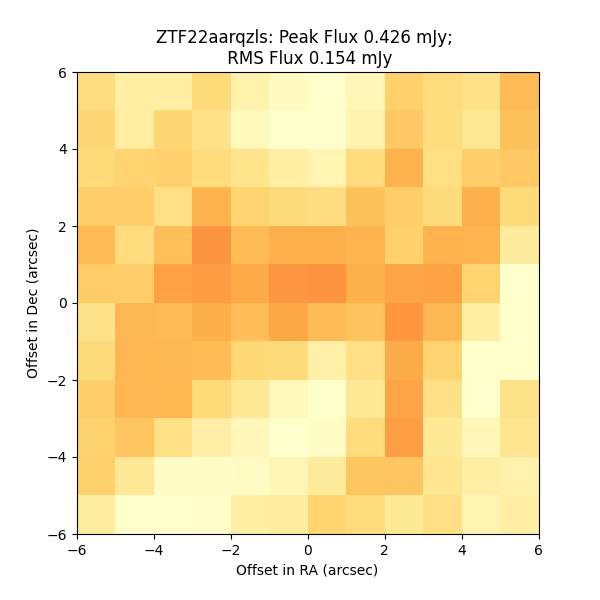 ZTF22aarqzls: Peak Flux 0.426 mJy;
RMS Flux 0.154 mJy
6
4
2
0
−2
−4
−6
Offset in Dec (arcsec)
−6 −4 −2 0 2 4 6
Offset in RA (arcsec)